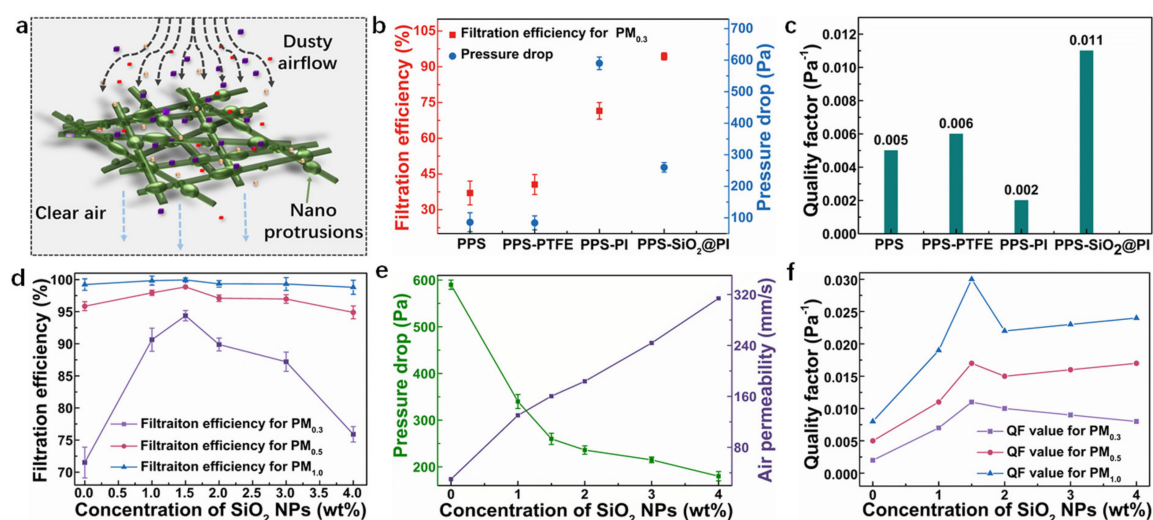 a
Dusty
airflow
Clear air
Nano
protrusions
b
Filtration efficiency (%)
105
90
75
60
45
30
Filtration efficiency for PM0.3
Pressure drop
700
600
500
400
300
200
100
Pressure drop (Pa)
PPS PPS-PTFE PPS-PI PPS-SiO2@PI
c
Quality factor (Pa-1)
0.012
0.010
0.008
0.006
0.004
0.002
0.000
0.005
0.006
0.002
0.011
PPS PPS-PTFE PPS-PI PPS-SiO2@PI
d
Filtration efficiency (%)
100
95
90
85
80
75
70
Filtraiton efficiency for PM0.3
Filtraiton efficiency for PM0.5
Filtraiton efficiency for PM1.0
0.0 0.5 1.0 1.5 2.0 2.5 3.0 3.5 4.0
Concentration of SiO2 NPs (wt%)
e
Pressure drop (Pa)
600
500
400
300
200
320
240
160
80
Air permeability (mm/s)
0 1 2 3 4
Concentration of SiO2 NPs (wt%)
f
Quality factor (Pa-1)
0.030
0.025
0.020
0.015
0.010
0.005
0.000
QF value for PM0.3
QF value for PM0.5
QF value for PM1.0
0 1 2 3 4
Concentration of SiO2 NPs (wt%)